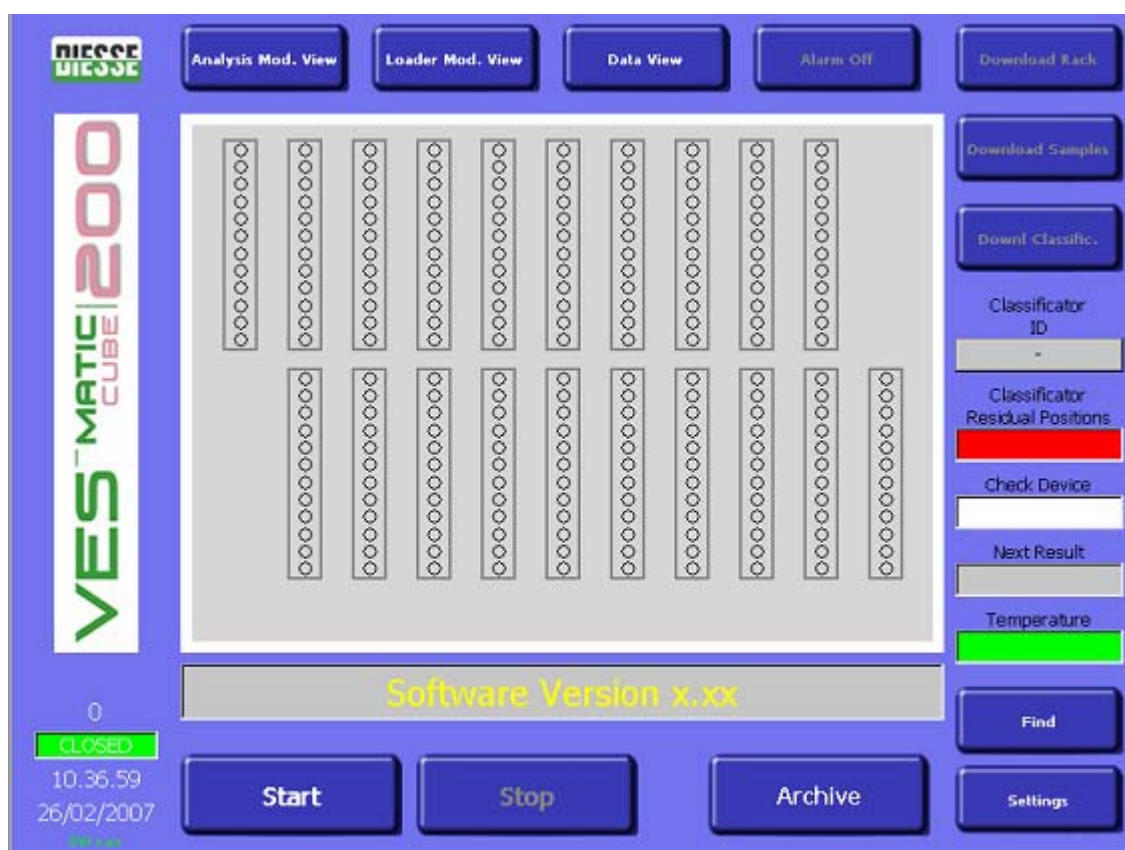 DIESSE
Analysis Mod. View
Loader Mod. View
Data View
Alarm Off
Download Rack
Download Samples
Downl Classific.
VES MATIC
CUBE 200
Classificator
ID
-
Classificator
Residual Positions
Check Device
Next Result
Temperature
Software Version x.xx
0
CLOSED
10.36.59
26/02/2007
Start
Stop
Archive
Find
Settings